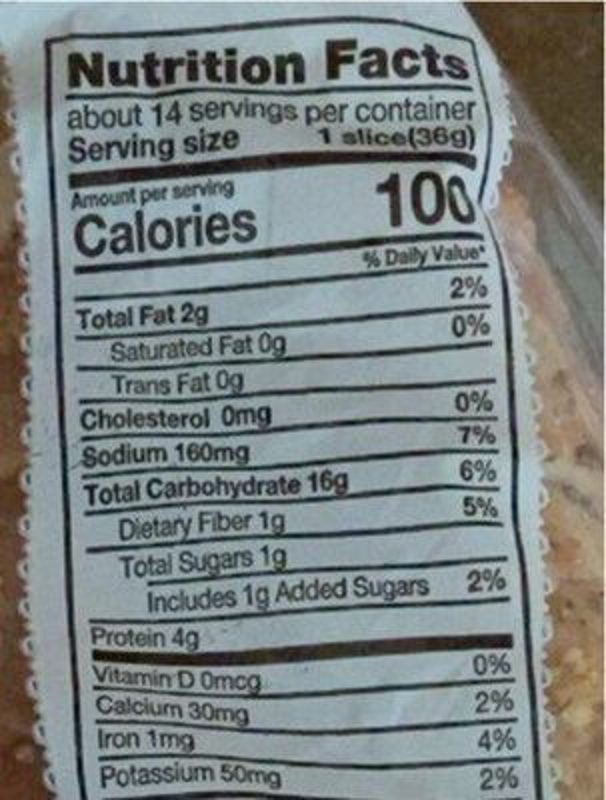 Nutrition Facts
about 14 servings per container
Serving size 1 slice(36g)
Amount per serving
Calories 100
% Daily Value*
Total Fat 2g 2%
Saturated Fat 0g 0%
Trans Fat 0g
Cholesterol 0mg 0%
Sodium 160mg 7%
Total Carbohydrate 16g 6%
Dietary Fiber 1g 5%
Total Sugars 1g
Includes 1g Added Sugars 2%
Protein 4g
Vitamin D 0mcg 0%
Calcium 30mg 2%
Iron 1mg 4%
Potassium 50mg 2%